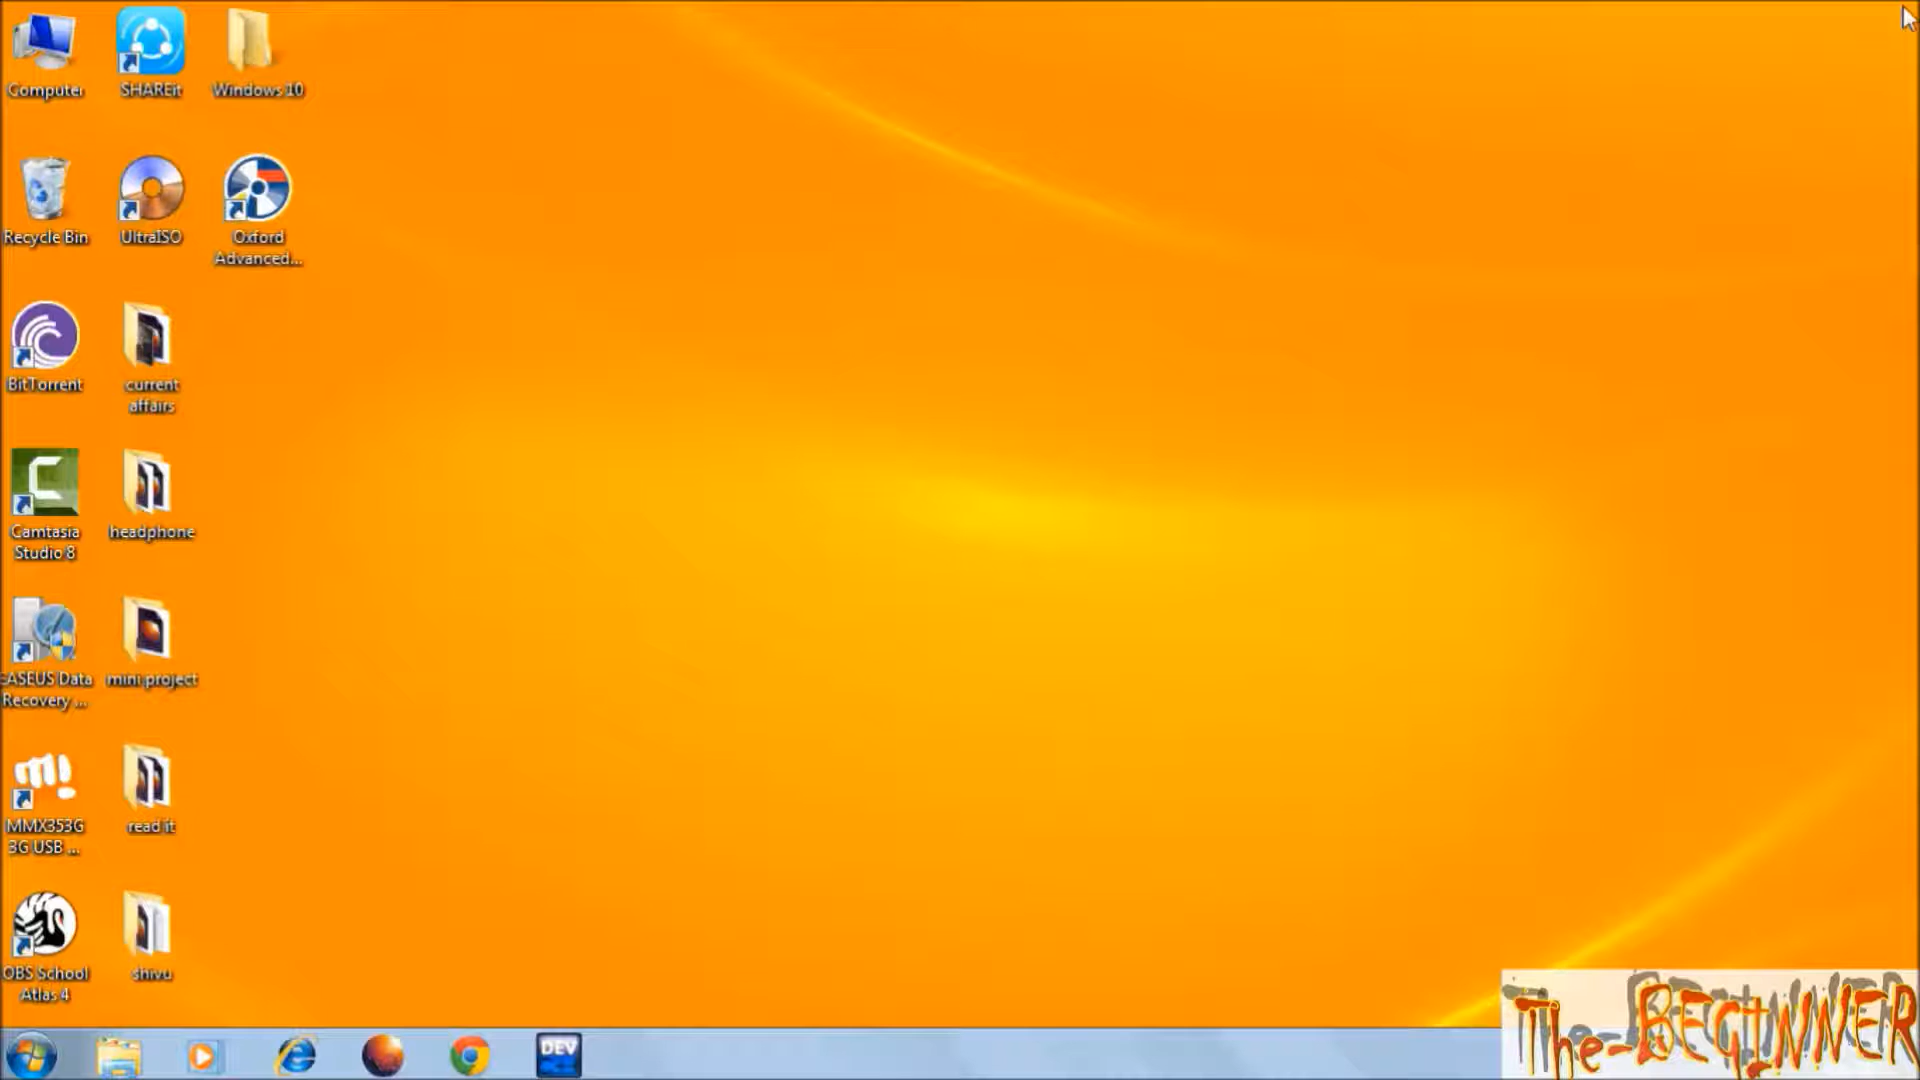 Computer
SHAREit
Windows 10
Recycle Bin
UltraISO
Oxford
Advanced...
BitTorrent
current
affairs
Camtasia
Studio 8
headphone
EASEUS Data
Recovery ...
mini project
MMX353G
3G USB ...
read it
OBS School
Atlas 4
shivu
DEV
The-BEGINNER